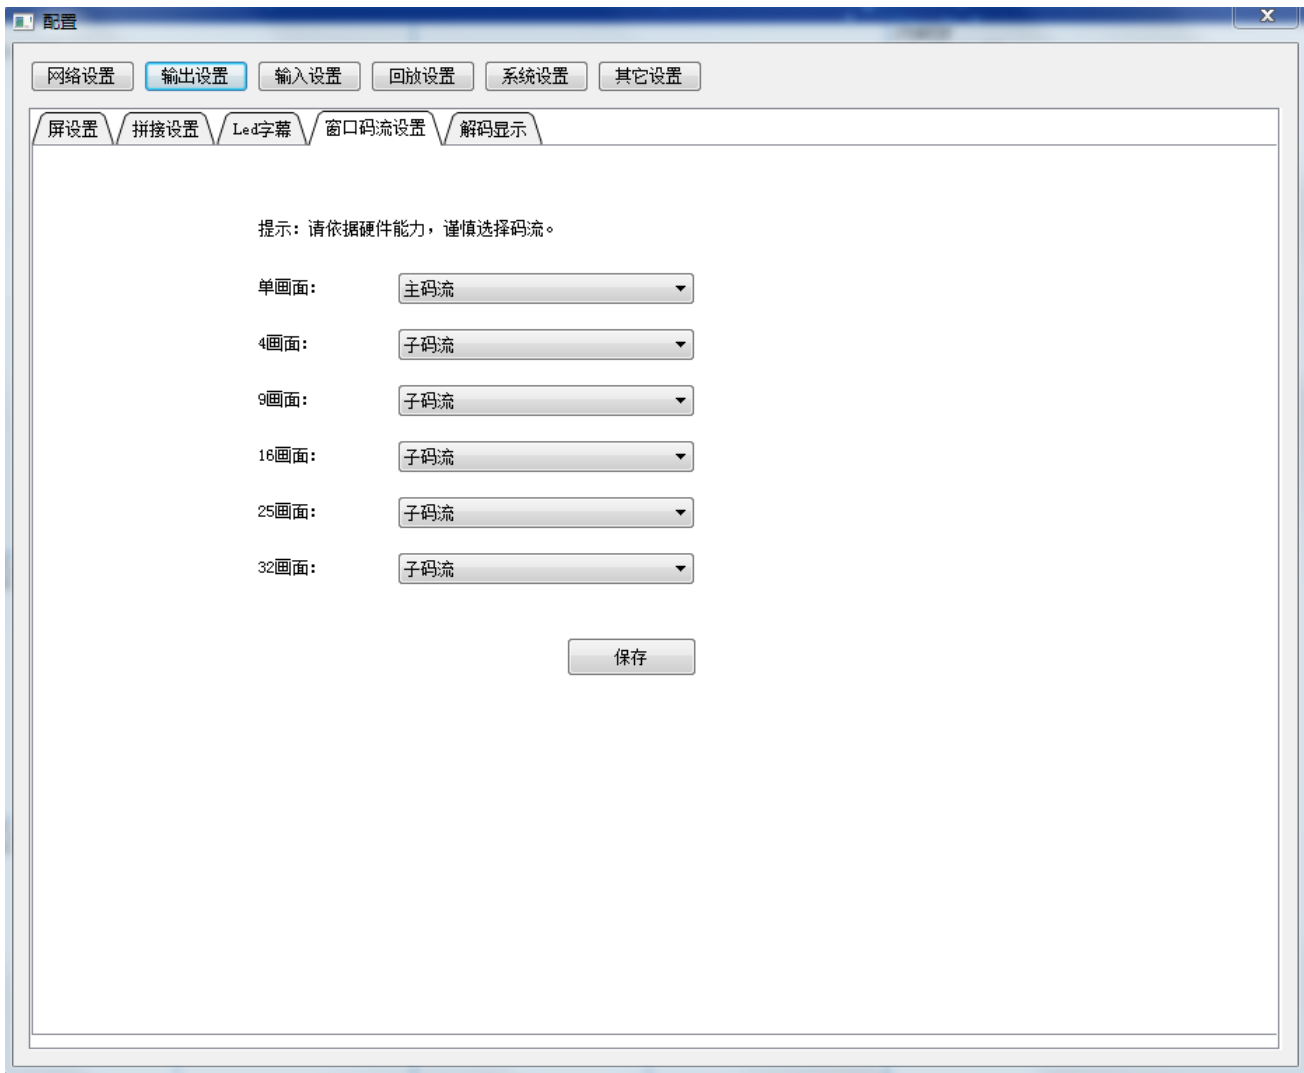 配置
X
网络设置 输出设置 输入设置 回放设置 系统设置 其它设置
屏设置 拼接设置 Led字幕 窗口码流设置 解码显示
提示：请依据硬件能力，谨慎选择码流。
单画面： 主码流
4画面： 子码流
9画面： 子码流
16画面： 子码流
25画面： 子码流
32画面： 子码流
保存